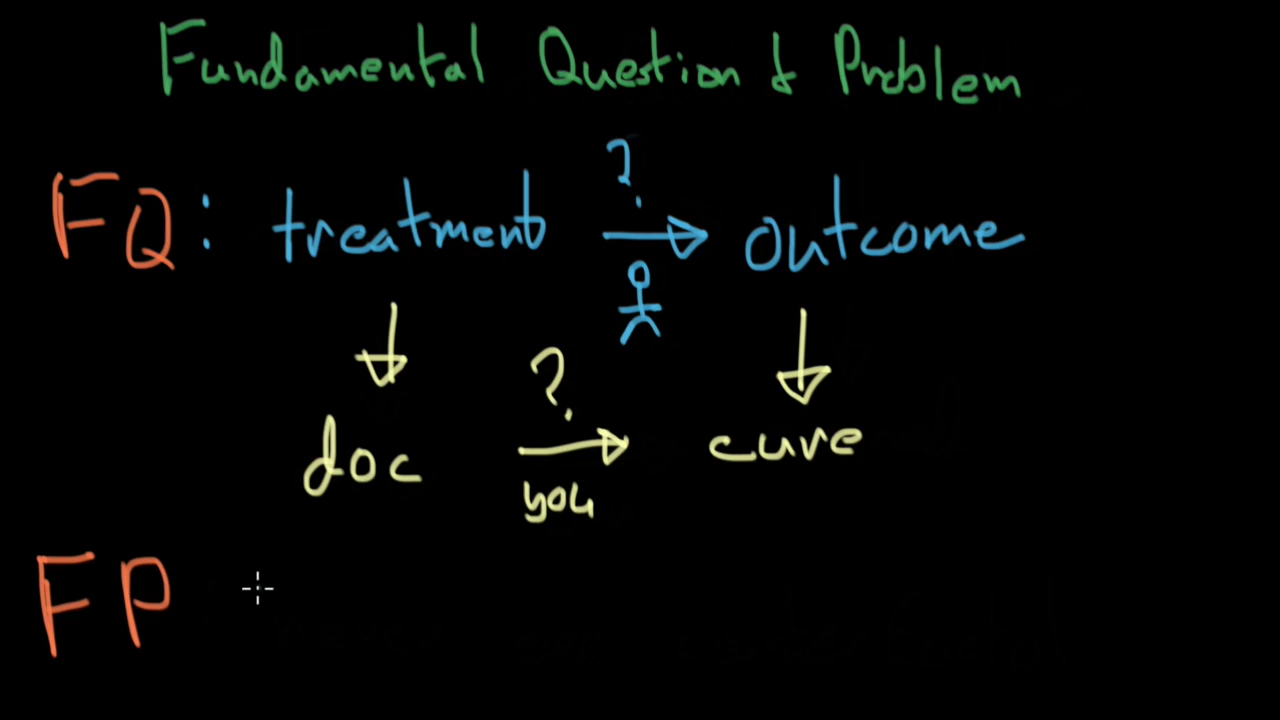 Fundamental Question & Problem
FQ: treatment ? outcome
doc ? cure
you
FP